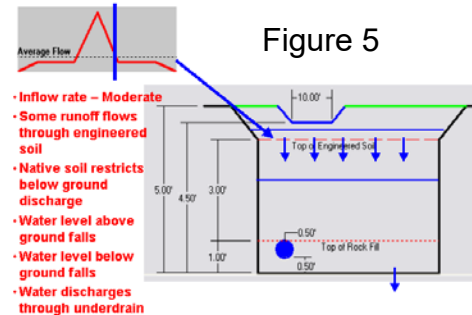 Figure 5
Average Flow
• Inflow rate – Moderate
• Some runoff flows
through engineered
soil
• Native soil restricts
below ground
discharge
• Water level above
ground falls
• Water level below
ground falls
• Water discharges
through underdrain
10.00'
Top of Engineered Soil
5.00'
4.50'
3.00'
1.00'
0.50'
Top of Rock Fill
0.50'